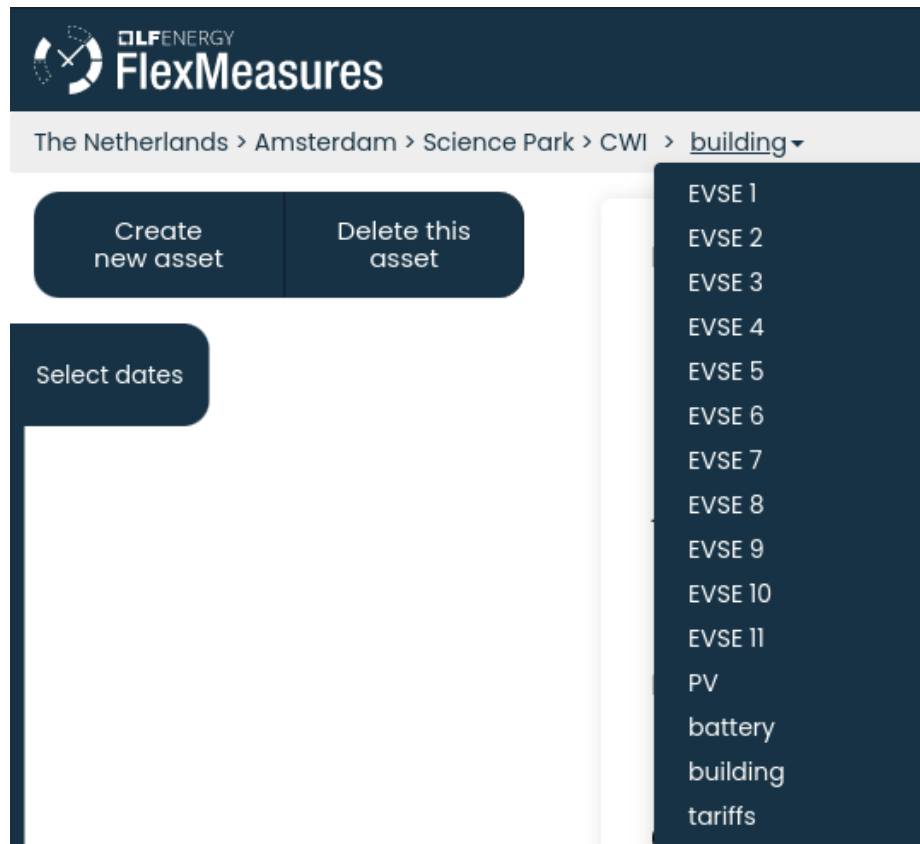 LFENERGY
FlexMeasures
The Netherlands > Amsterdam > Science Park > CWI > building
Create
new asset
Delete this
asset
Select dates
EVSE 1
EVSE 2
EVSE 3
EVSE 4
EVSE 5
EVSE 6
EVSE 7
EVSE 8
EVSE 9
EVSE 10
EVSE 11
PV
battery
building
tariffs